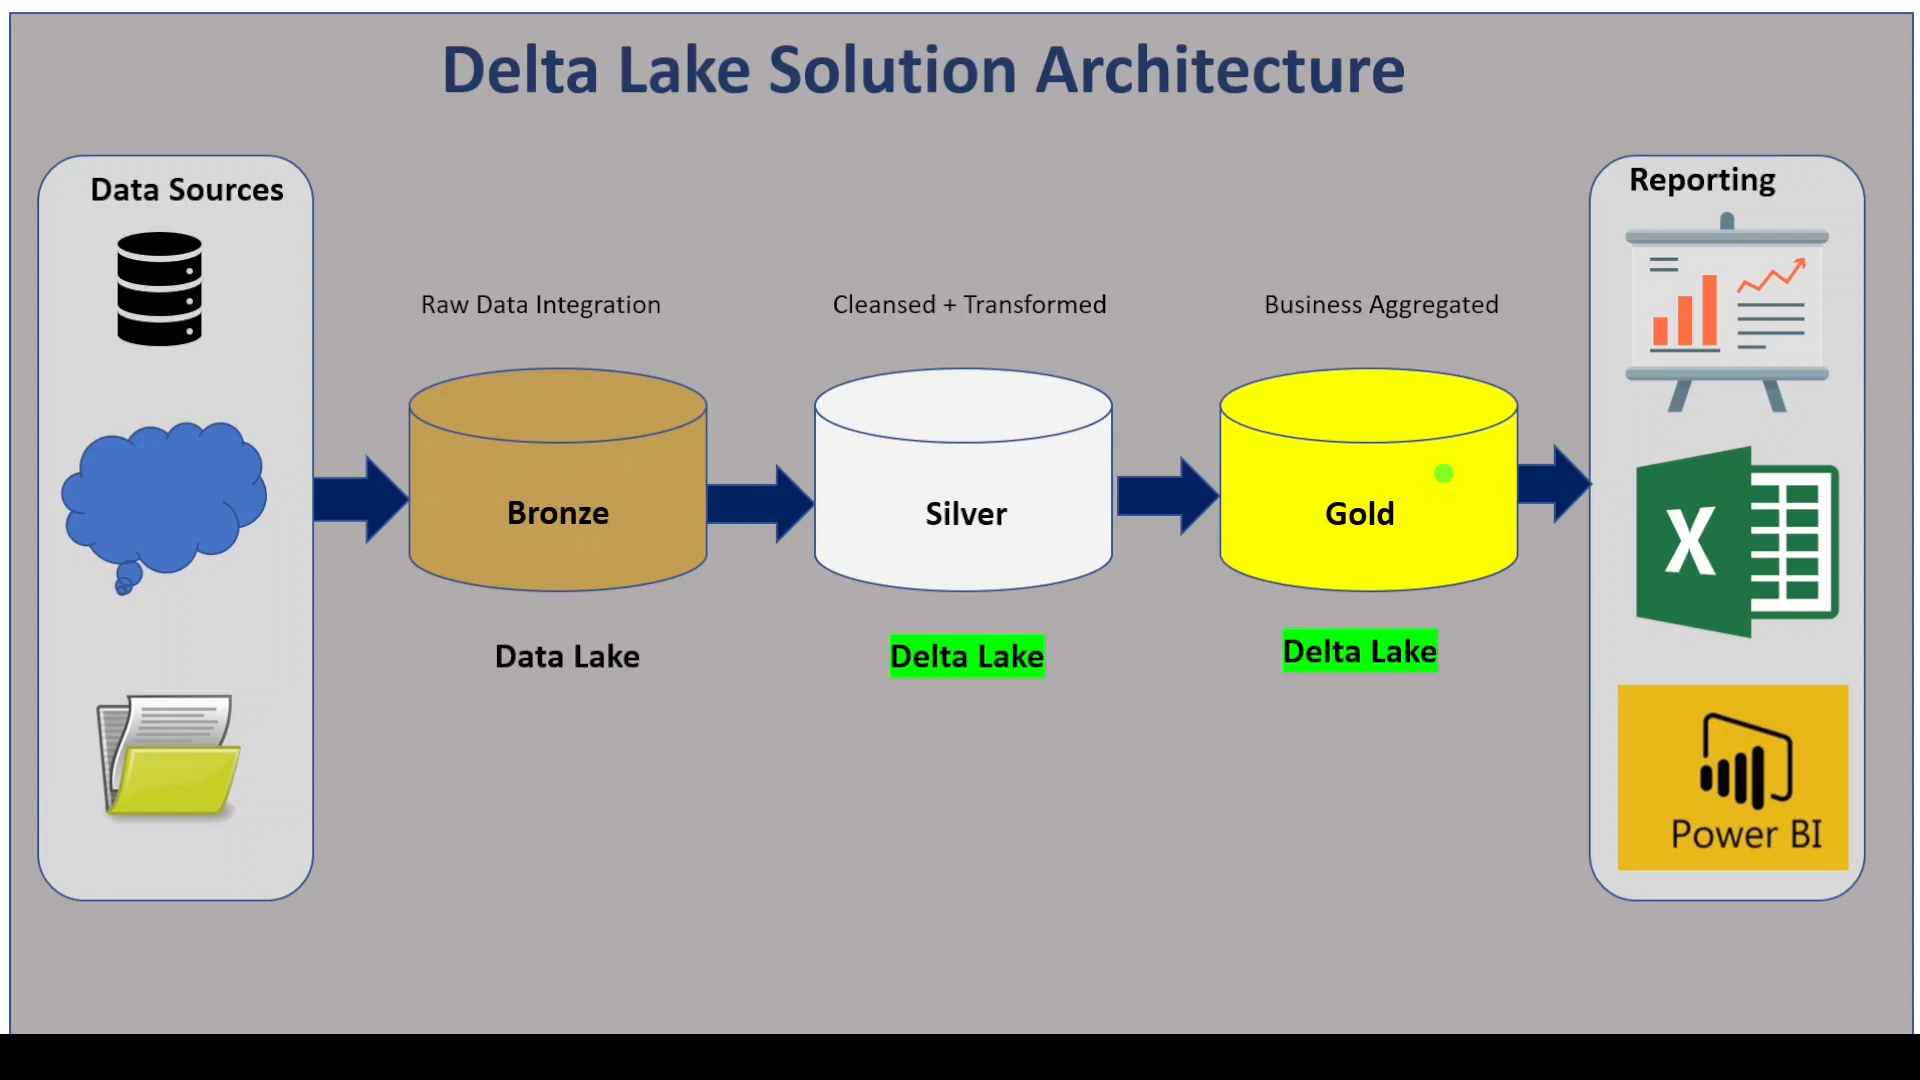 Delta Lake Solution Architecture
Data Sources
Raw Data Integration
Cleansed + Transformed
Business Aggregated
Bronze
Silver
Gold
Data Lake
Delta Lake
Delta Lake
Reporting
X
Power BI